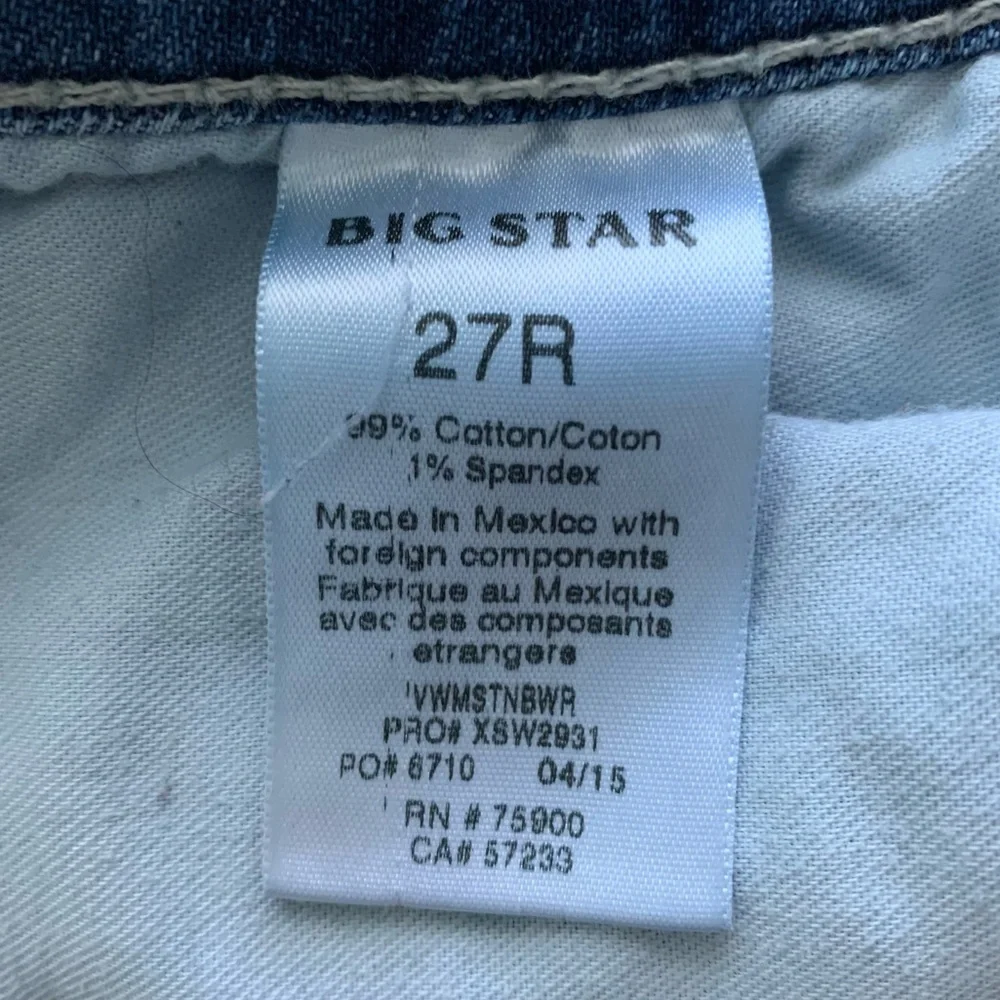 BIG STAR
27R
99% Cotton/Coton
1% Spandex
Made In Mexico with
foreign components
Fabrique au Mexique
avec des composants
etrangers
VWMSTNBWR
PRO# XSW2931
PO# 6710 04/15
RN # 75900
CA# 57233